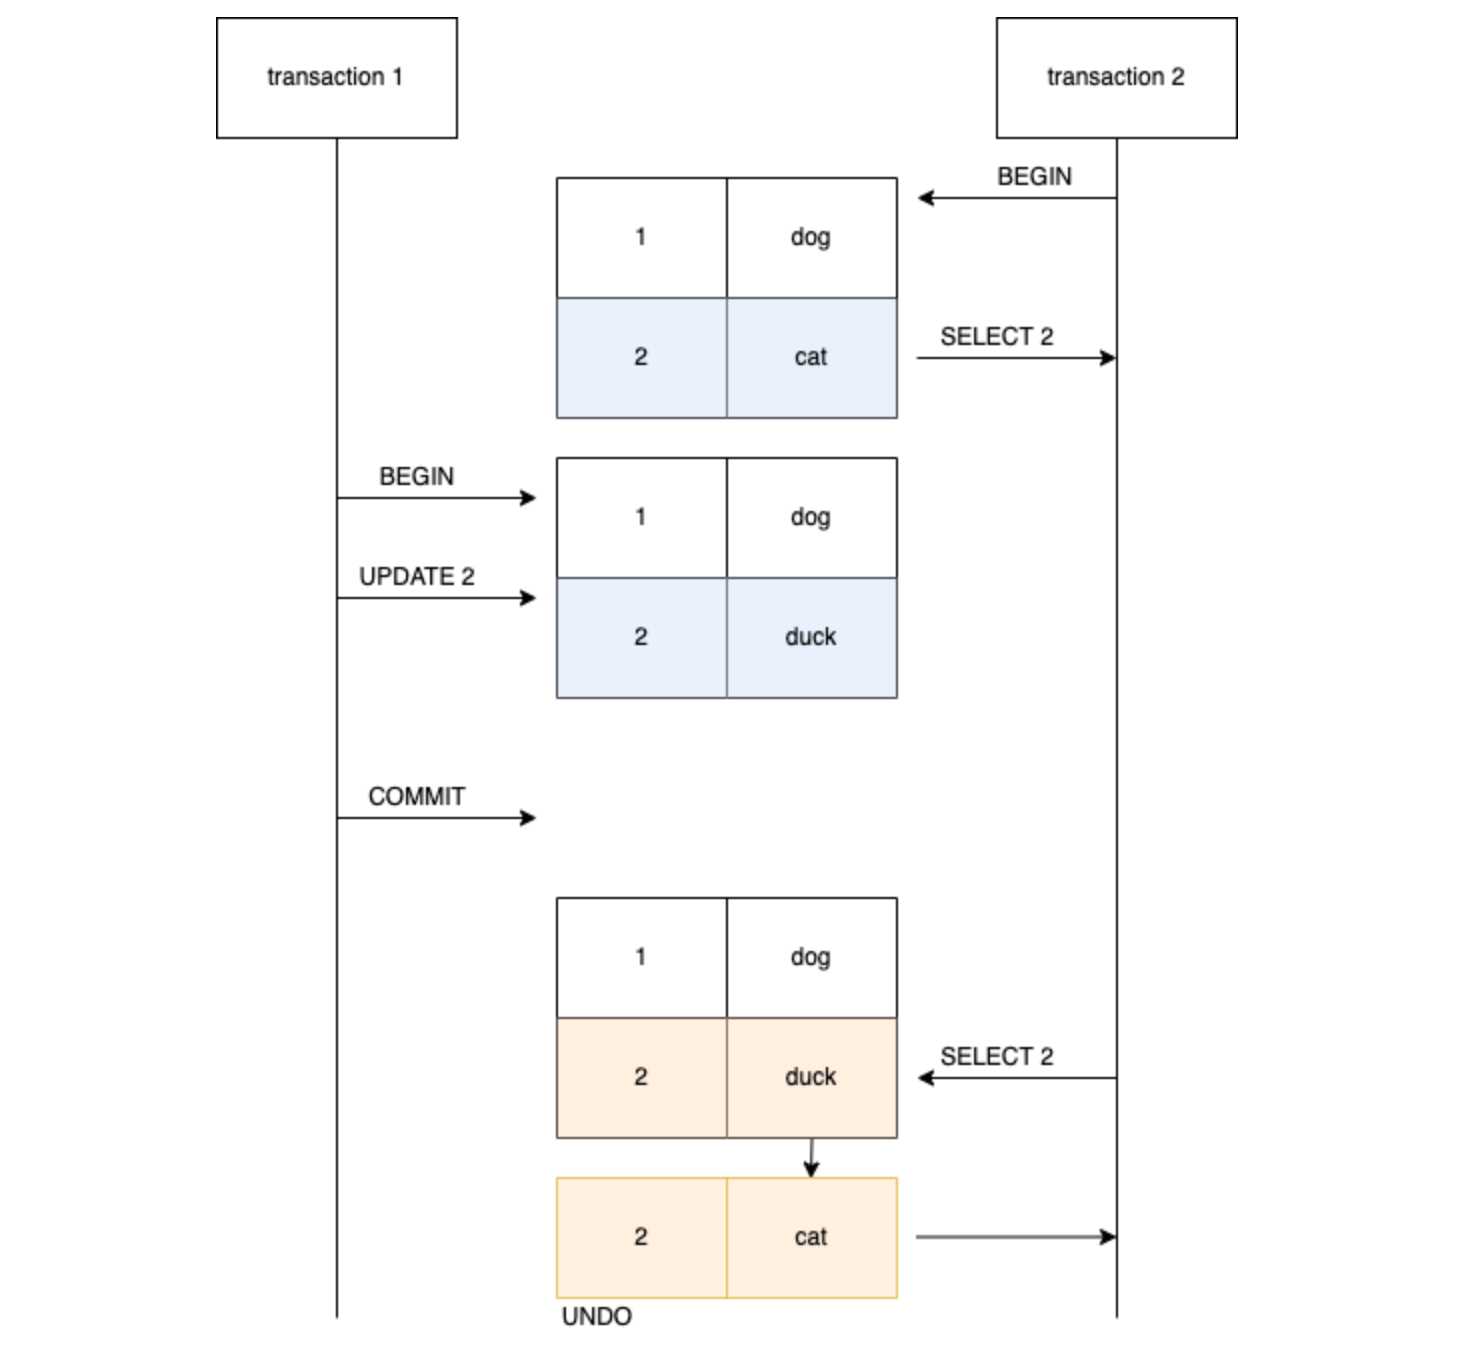 transaction 1
transaction 2
BEGIN
1 dog
SELECT 2
2 cat
BEGIN
1 dog
UPDATE 2
2 duck
COMMIT
1 dog
SELECT 2
2 duck
2 cat
UNDO